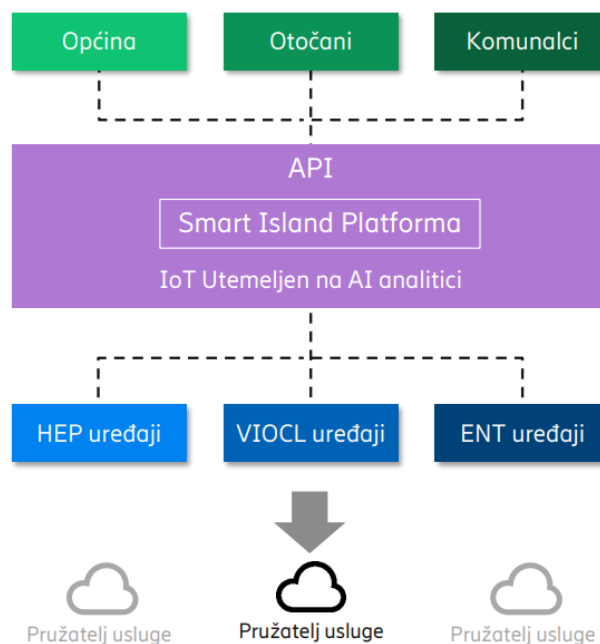 Općina
Otočani
Komunalci
API
Smart Island Platforma
IoT Utemeljen na AI analitici
HEP uređaji
VIOCL uređaji
ENT uređaji
Pružatelj usluge
Pružatelj usluge
Pružatelj usluge